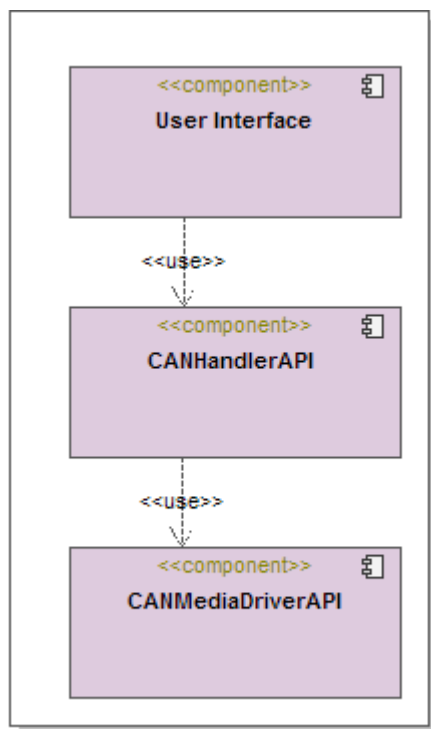 <<component>>
User Interface
<<use>>
<<component>>
CANHandlerAPI
<<use>>
<<component>>
CANMediaDriverAPI